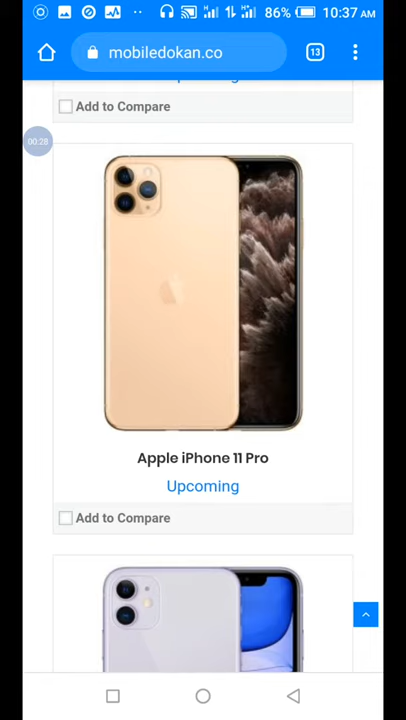 86% 10:37 AM
mobiledokan.co
13
Add to Compare
00:28
Apple iPhone 11 Pro
Upcoming
Add to Compare